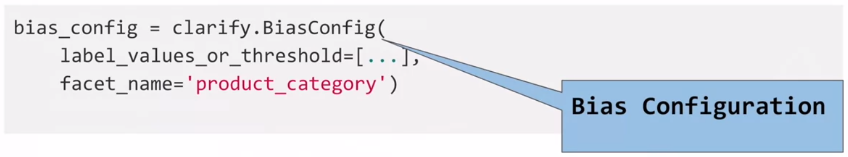 bias_config = clarify.BiasConfig(
    label_values_or_threshold=[...],
    facet_name='product_category')
Bias Configuration